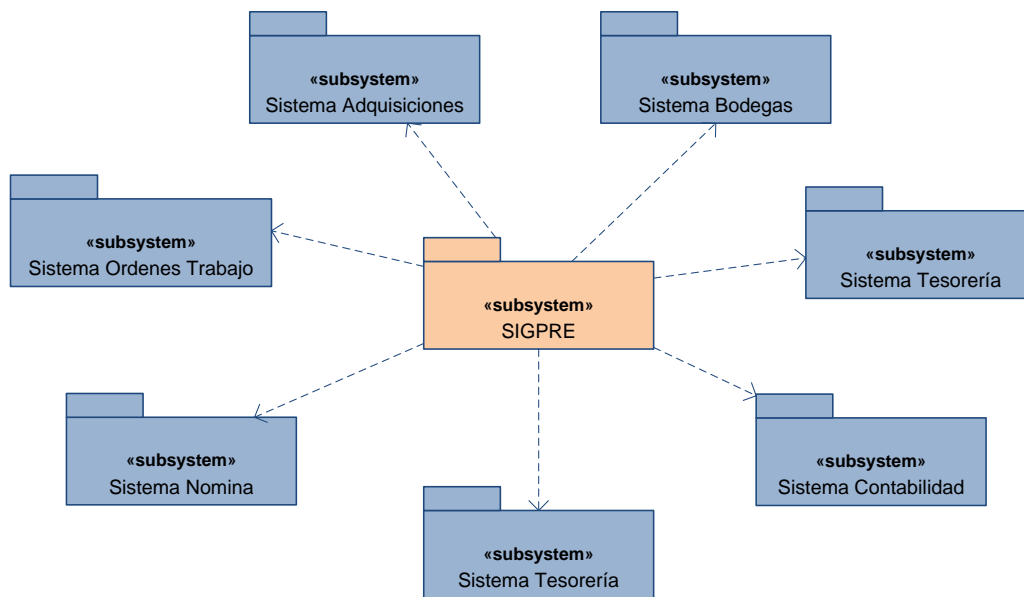 «subsystem»
Sistema Adquisiciones
«subsystem»
Sistema Bodegas
«subsystem»
Sistema Ordenes Trabajo
«subsystem»
Sistema Tesorería
«subsystem»
SIGPRE
«subsystem»
Sistema Nomina
«subsystem»
Sistema Contabilidad
«subsystem»
Sistema Tesorería